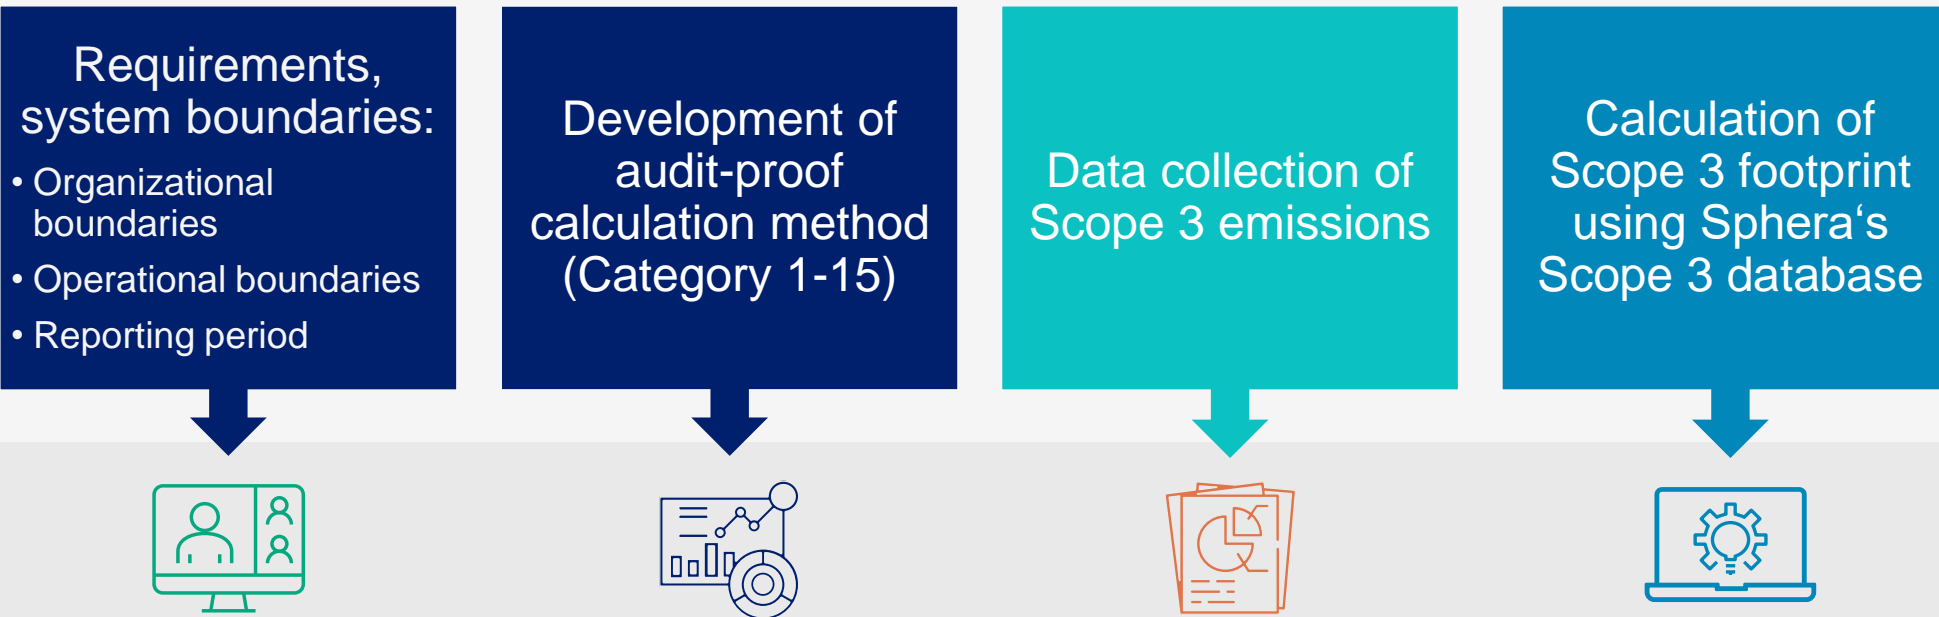 Requirements,
system boundaries:
• Organizational
boundaries
• Operational boundaries
• Reporting period
Development of
audit-proof
calculation method
(Category 1-15)
Data collection of
Scope 3 emissions
Calculation of
Scope 3 footprint
using Sphera‘s
Scope 3 database